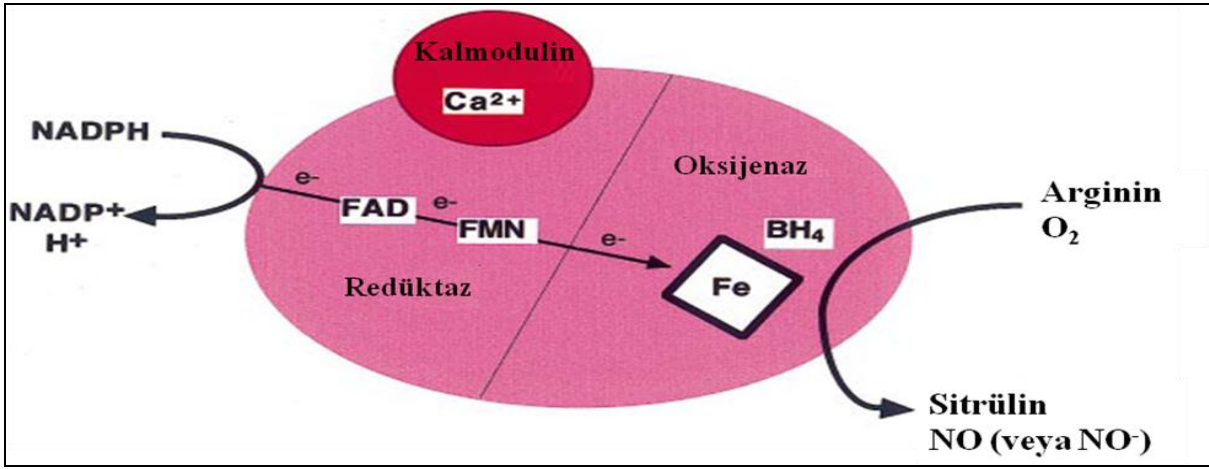 Kalmodulin
Ca²⁺
NADPH
NADP⁺
H⁺
e-
FAD
e-
FMN
e-
Redüktaz
Oksijenaz
BH₄
Fe
Arginin
O₂
Sitrülin
NO (veya NO⁻)